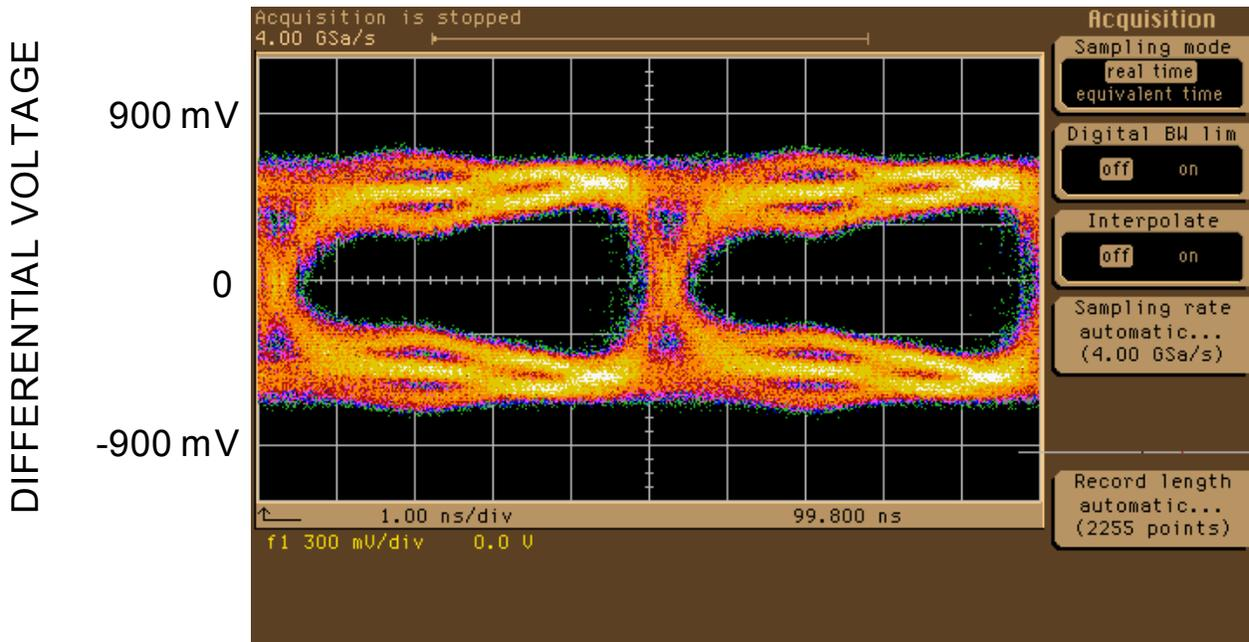 Acquisition is stopped
4.00 GSa/s
DIFFERENTIAL VOLTAGE
900 mV
0
-900 mV
1.00 ns/div 99.800 ns
f1 300 mV/div 0.0 V
Acquisition
Sampling mode
real time
equivalent time
Digital BW lim
off on
Interpolate
off on
Sampling rate
automatic...
(4.00 GSa/s)
Record length
automatic...
(2255 points)